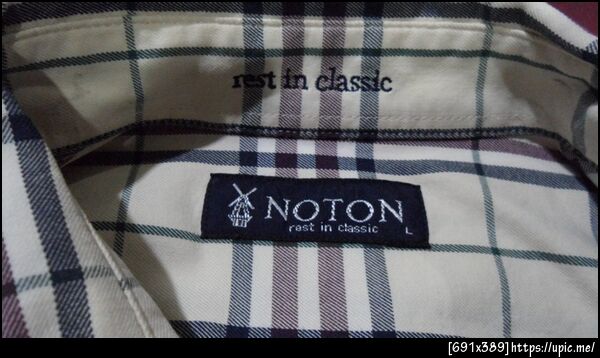 rest in classic
NOTON
rest in classic
L
[691x389]https://upic.me/